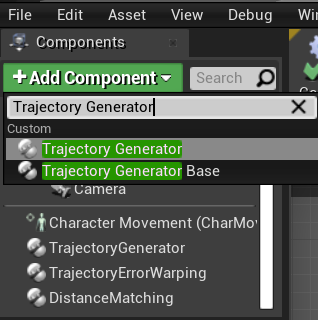 File Edit Asset View Debug
Components
+ Add Component Search
Trajectory Generator
Custom
Trajectory Generator
Trajectory Generator Base
Camera
Character Movement (CharMov
TrajectoryGenerator
TrajectoryErrorWarping
DistanceMatching